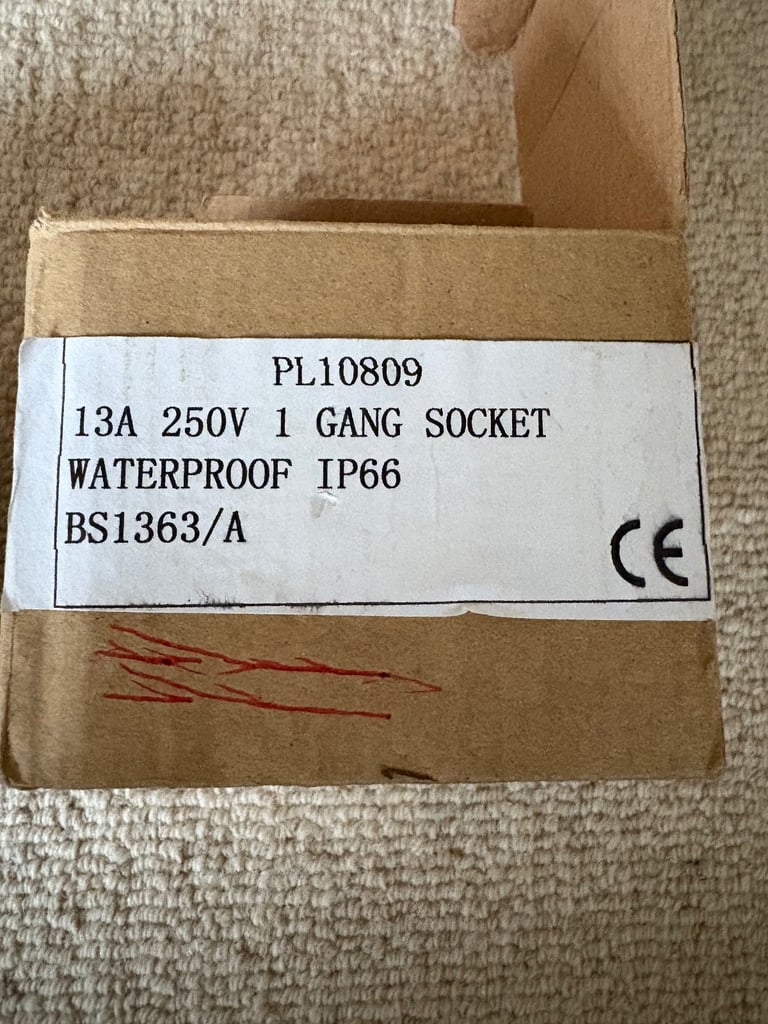 PL10809
13A 250V 1 GANG SOCKET
WATERPROOF IP66
BS1363/A
CE